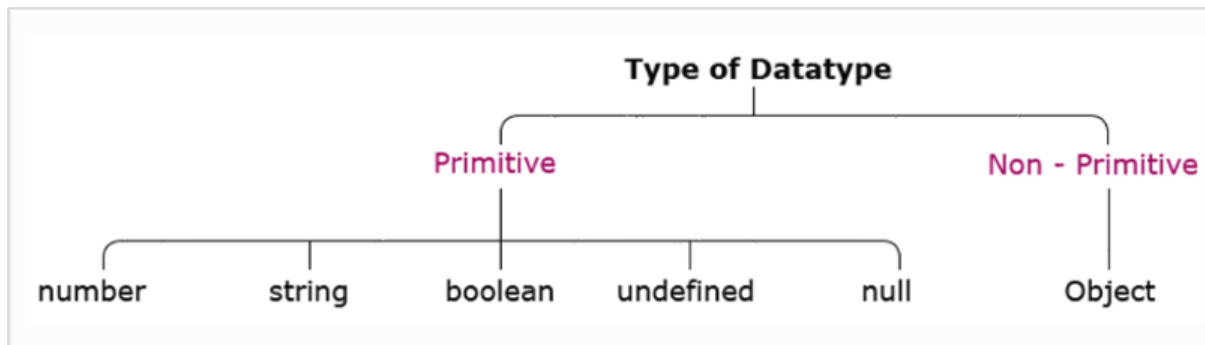 Type of Datatype
Primitive Non - Primitive
number string boolean undefined null Object